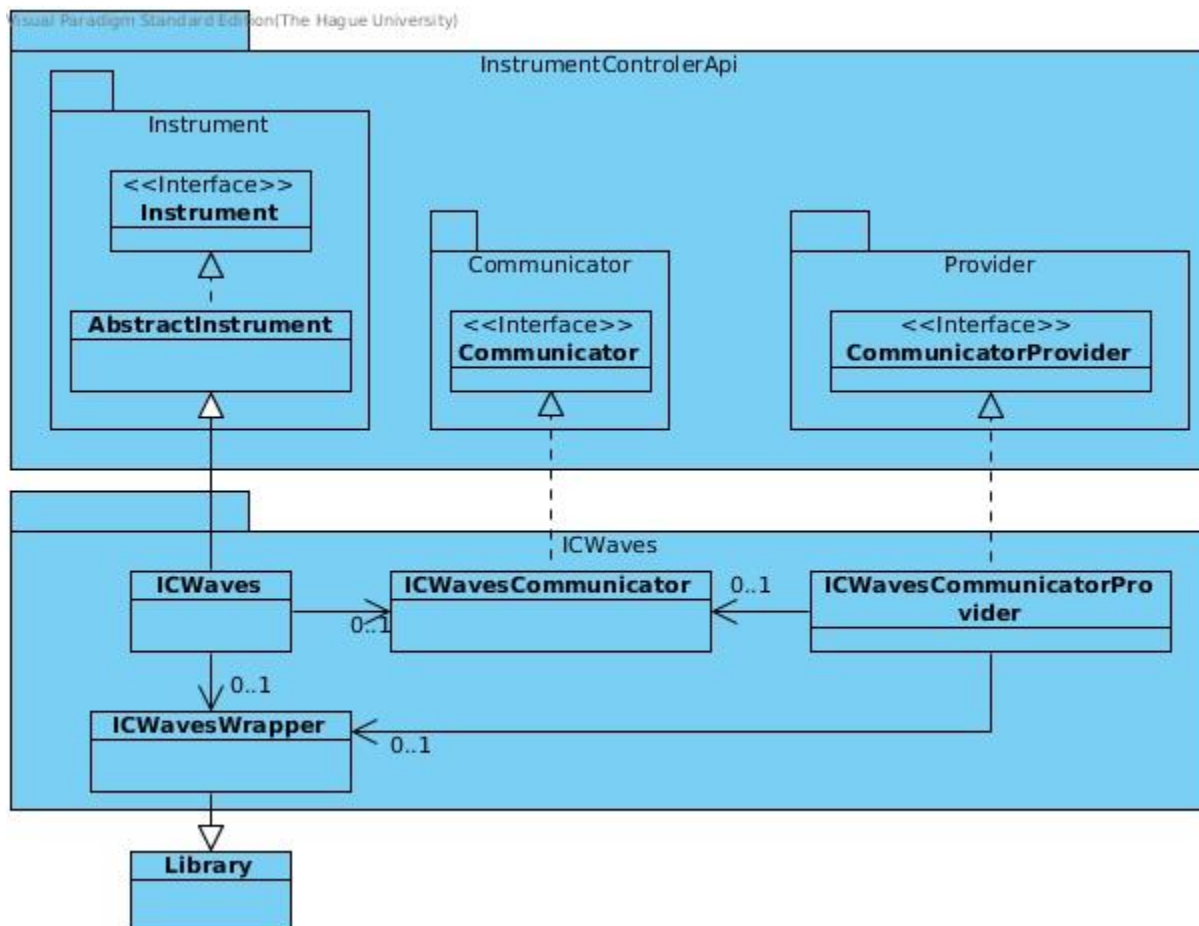 Visual Paradigm Standard Edition(The Hague University)
InstrumentControlerApi
Instrument
<<Interface>>
Instrument
AbstractInstrument
Communicator
<<Interface>>
Communicator
Provider
<<Interface>>
CommunicatorProvider
ICWaves
ICWaves
0..1
ICWavesCommunicator
0..1
ICWavesCommunicatorPro
vider
0..1
ICWavesWrapper
0..1
Library